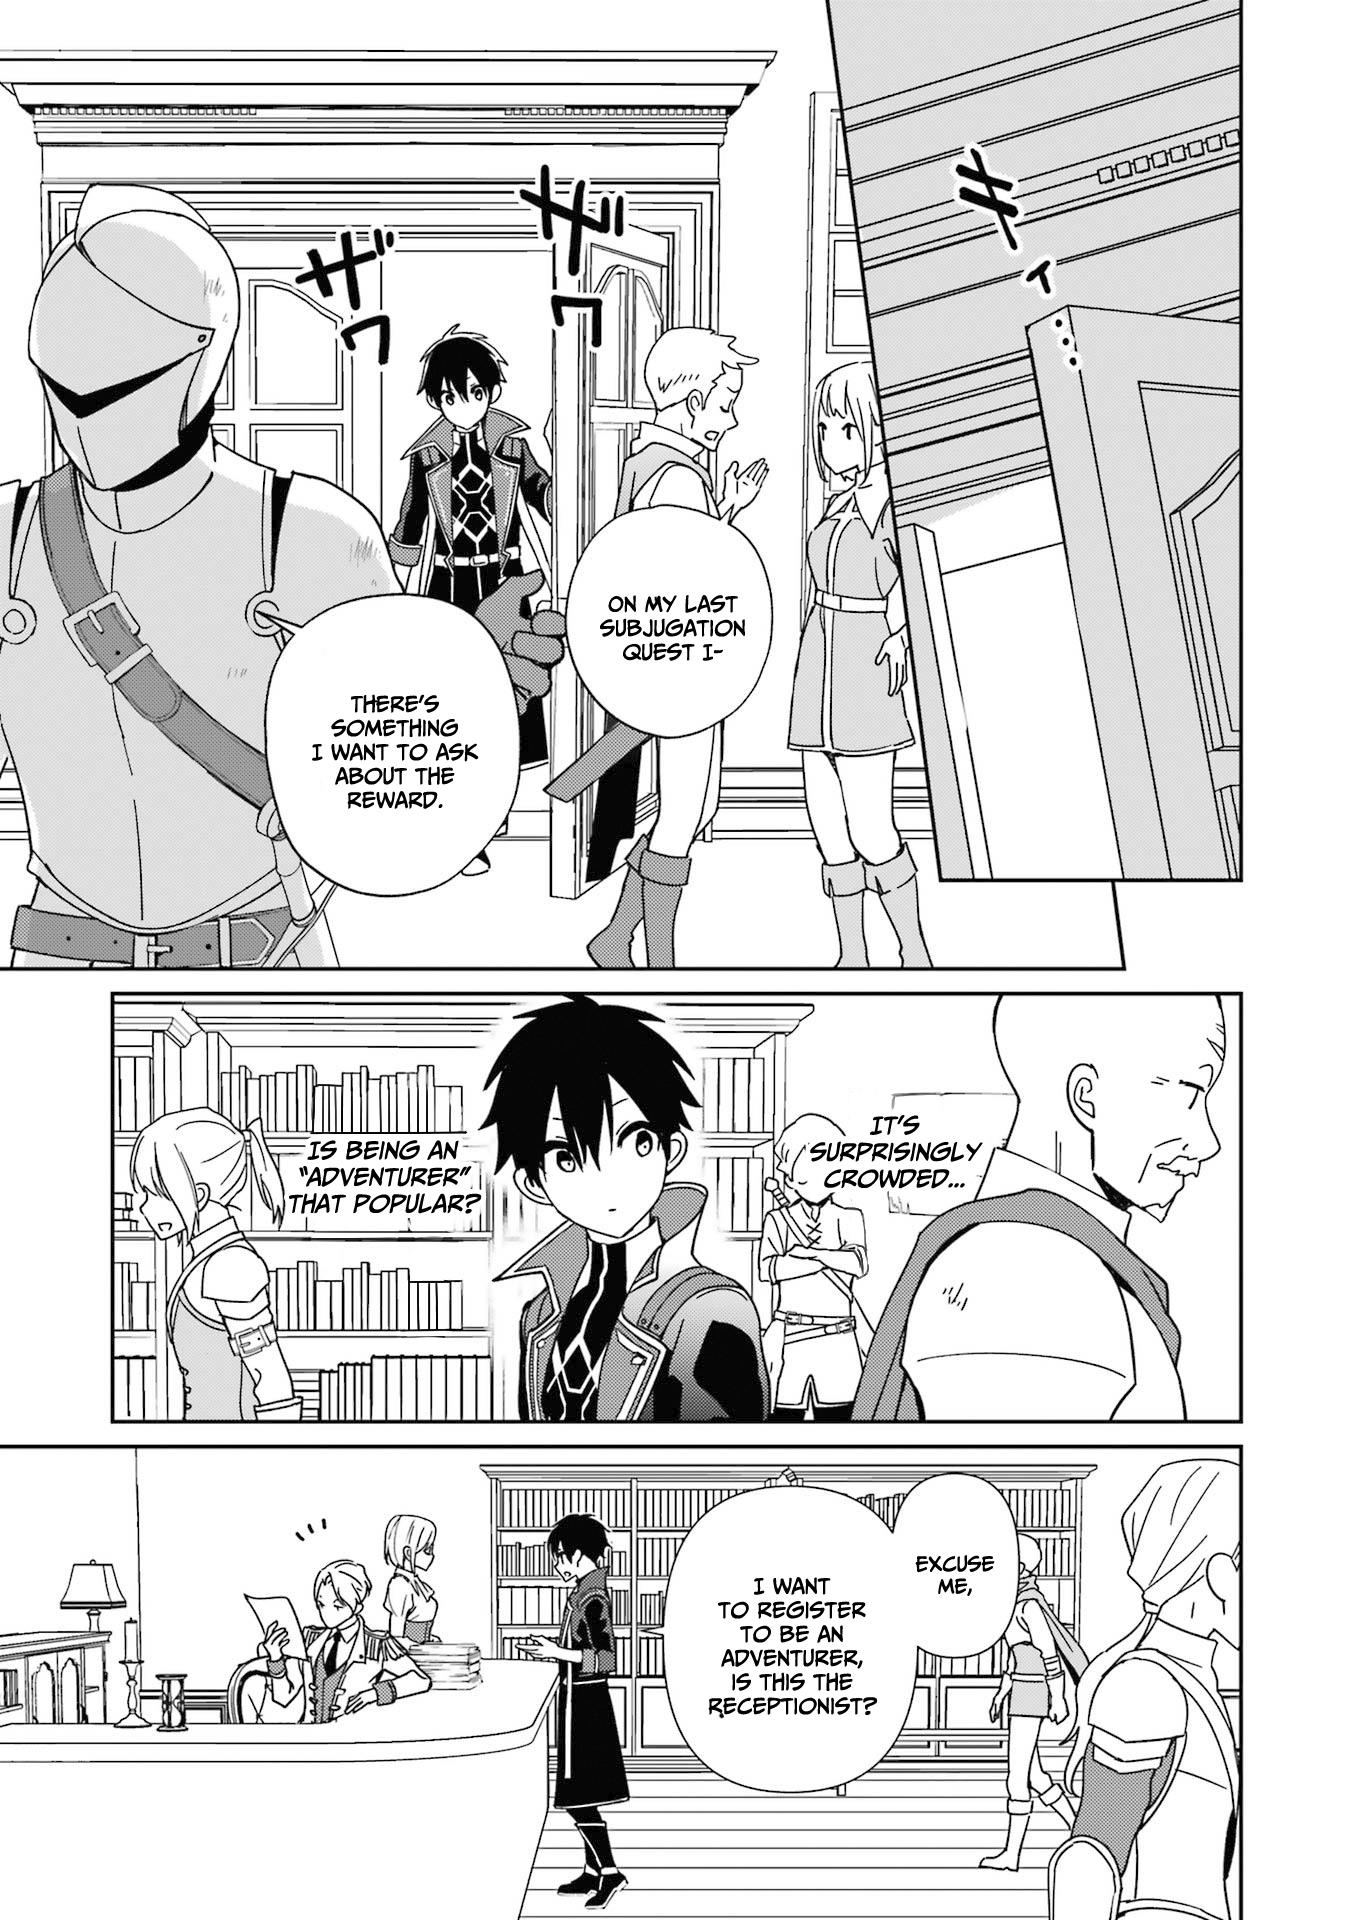 キィ…
ザワ
ザワ
ON MY LAST
SUBJUGATION
QUEST I-
THERE'S
SOMETHING
I WANT TO ASK
ABOUT THE
REWARD.
IT'S
SURPRISINGLY
CROWDED...
IS BEING AN
"ADVENTURER"
THAT POPULAR?
EXCUSE
ME,
I WANT
TO REGISTER
TO BE AN
ADVENTURER,
IS THIS THE
RECEPTIONIST?